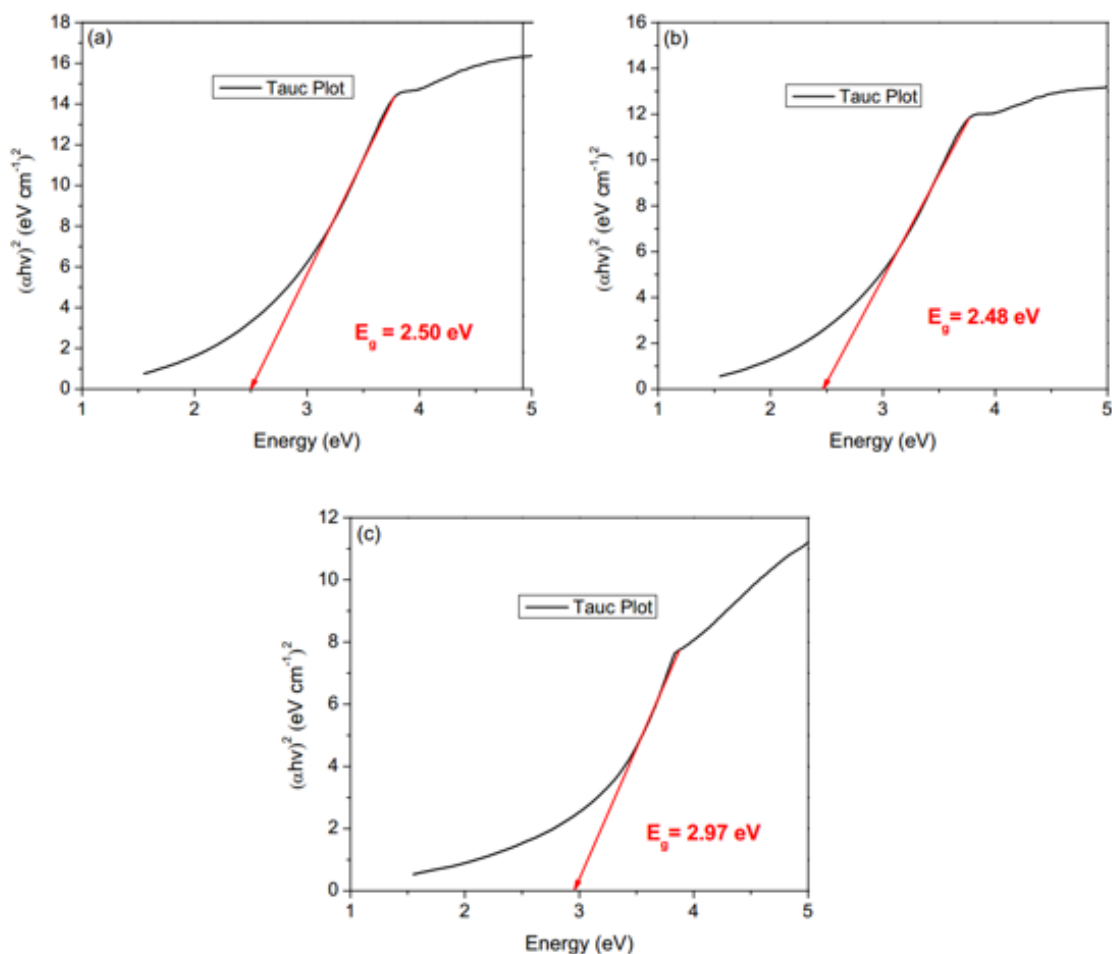 (a)
16
14
12
10
8
6
4
2
0
(αhν)² (eV cm⁻¹)²
Tauc Plot
E_g = 2.50 eV
1 2 3 4 5
Energy (eV)
(b)
16
14
12
10
8
6
4
2
0
(αhν)² (eV cm⁻¹)²
Tauc Plot
E_g = 2.48 eV
1 2 3 4 5
Energy (eV)
(c)
12
10
8
6
4
2
0
(αhν)² (eV cm⁻¹)²
Tauc Plot
E_g = 2.97 eV
1 2 3 4 5
Energy (eV)